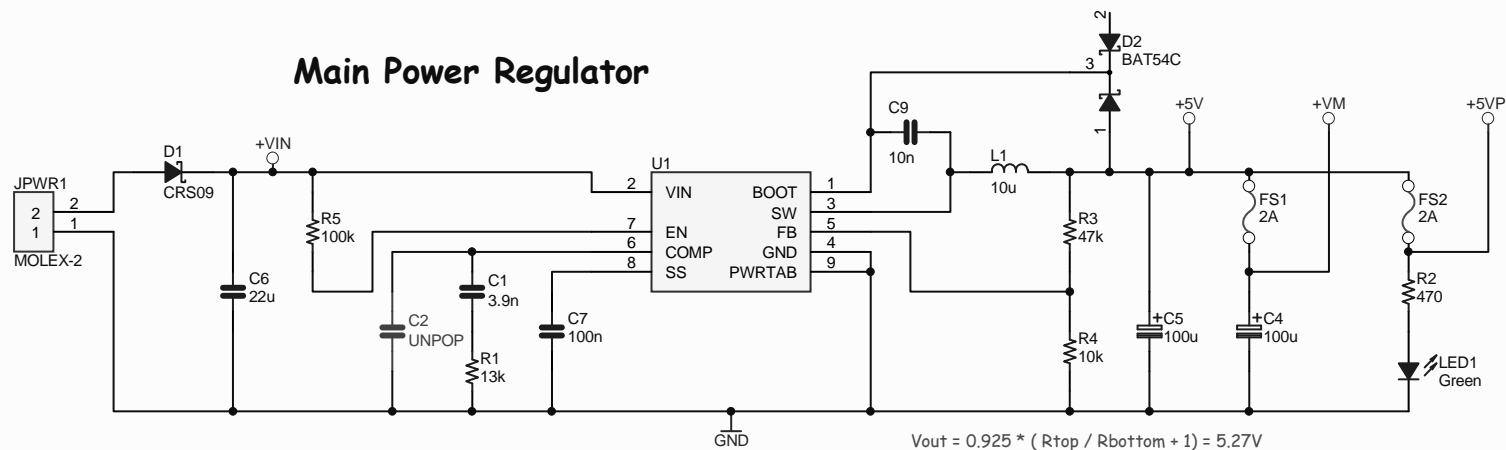 Main Power Regulator
2
D2
BAT54C
3
1
+5V
+VM
+5VP
C9
10n
L1
10u
D1
CRS09
+VIN
JPWR1
2
1
2
1
MOLEX-2
R5
100k
C6
22u
U1
2 VIN BOOT 1
SW 3
7 EN FB 5
6 COMP GND 4
8 SS PWRTAB 9
C2
UNPOP
C1
3.9n
R1
13k
C7
100n
R3
47k
R4
10k
+C5
100u
FS1
2A
+C4
100u
FS2
2A
R2
470
LED1
Green
GND
Vout = 0.925 * ( Rtop / Rbottom + 1) = 5.27V